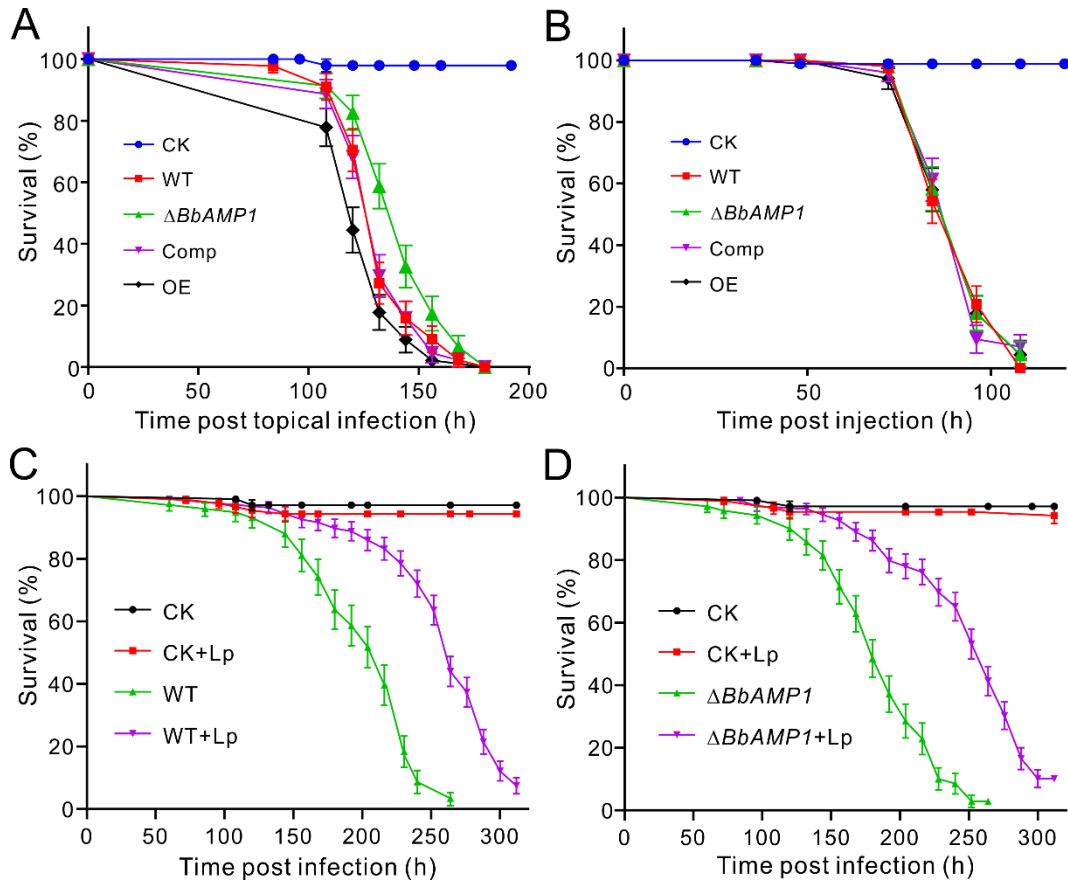 A
Survival (%)
100
80
60
40
20
0
CK
WT
ΔBbAMP1
Comp
OE
0
50
100
150
200
Time post topical infection (h)
B
Survival (%)
100
80
60
40
20
0
CK
WT
ΔBbAMP1
Comp
OE
0
50
100
Time post injection (h)
C
Survival (%)
100
80
60
40
20
0
CK
CK+Lp
WT
WT+Lp
0
50
100
150
200
250
300
Time post infection (h)
D
Survival (%)
100
80
60
40
20
0
CK
CK+Lp
ΔBbAMP1
ΔBbAMP1+Lp
0
50
100
150
200
250
300
Time post infection (h)